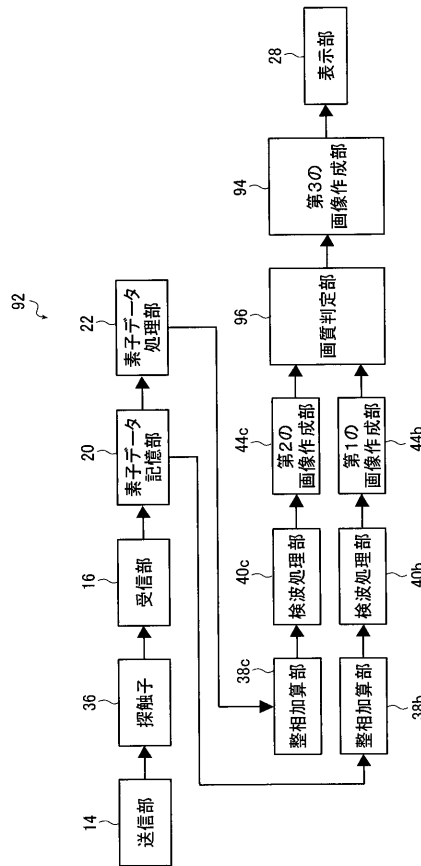 92
14
送信部
36
探触子
16
受信部
20
素子データ
記憶部
22
素子データ
処理部
38c
整相加算部
40c
検波処理部
44c
第2の
画像作成部
38b
整相加算部
40b
検波処理部
44b
第1の
画像作成部
96
画質判定部
94
第3の
画像作成部
28
表示部